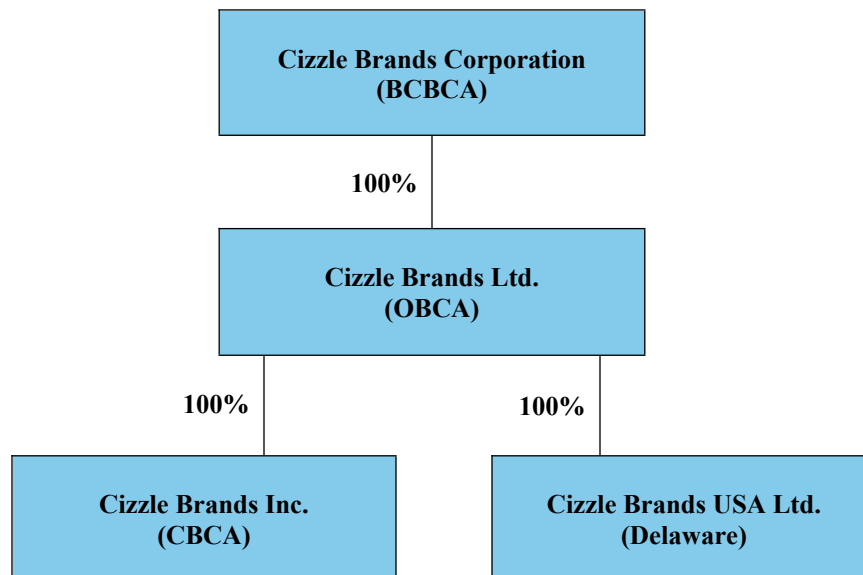 Cizzle Brands Corporation
(BCBCA)
100%
Cizzle Brands Ltd.
(OBCA)
100%
100%
Cizzle Brands Inc.
(CBCA)
Cizzle Brands USA Ltd.
(Delaware)